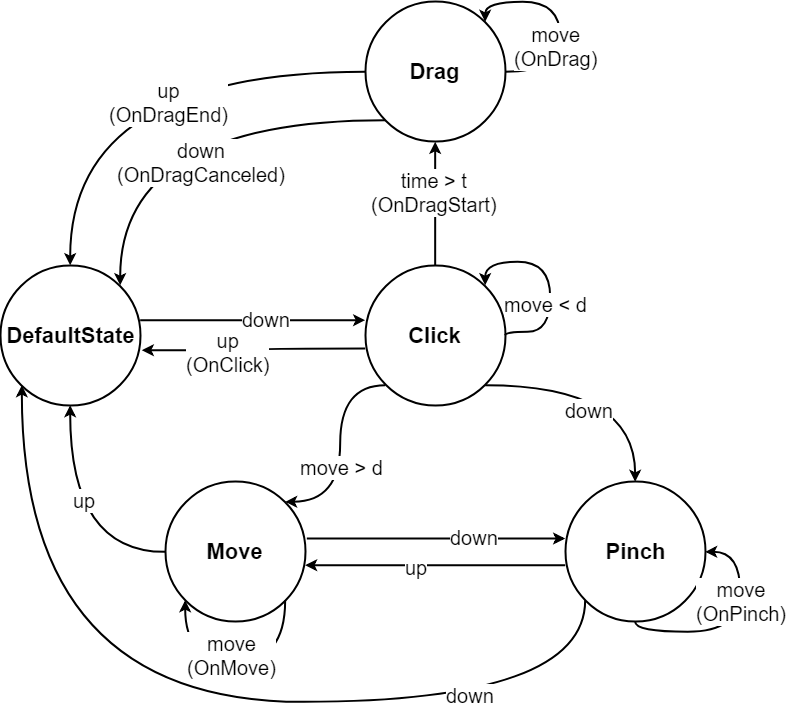 move
(OnDrag)
Drag
up
(OnDragEnd)
down
(OnDragCanceled)
time > t
(OnDragStart)
move < d
down
DefaultState
Click
up
(OnClick)
down
move > d
up
down
Move
Pinch
up
move
(OnPinch)
move
(OnMove)
down